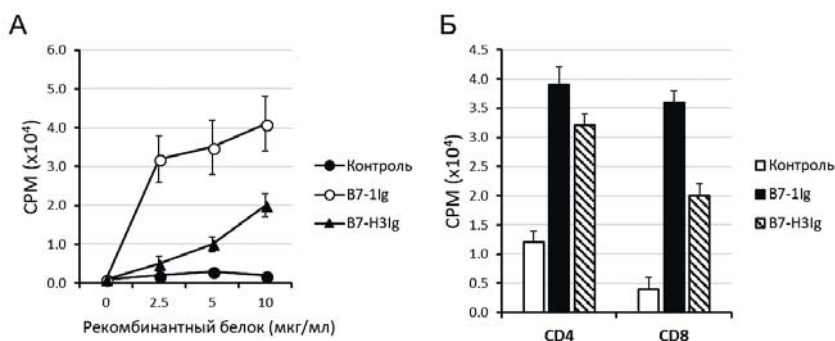 А
Б
CPM (x10⁴)
6.0
5.0
4.0
3.0
2.0
1.0
0.0
0
2.5
5
10
Рекомбинантный белок (мкг/мл)
Контроль
B7-1Ig
B7-H3Ig
CPM (x10⁴)
4.5
4.0
3.5
3.0
2.5
2.0
1.5
1.0
0.5
0.0
CD4
CD8
Контроль
B7-1Ig
B7-H3Ig